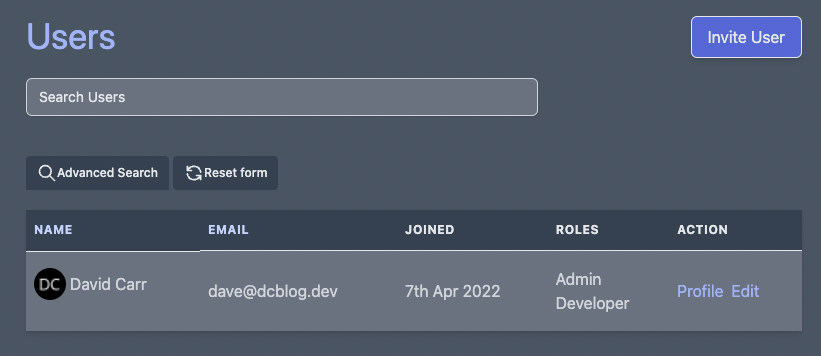 Users
Invite User
Search Users
Advanced Search Reset form
NAME EMAIL JOINED ROLES ACTION
DC David Carr dave@dcblog.dev 7th Apr 2022 Admin Profile Edit
Developer